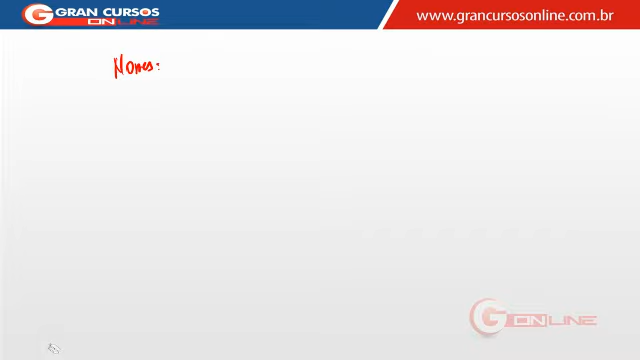 GRAN CURSOS
ONLINE
www.grancursosonline.com.br
Nomes:
G ONLINE